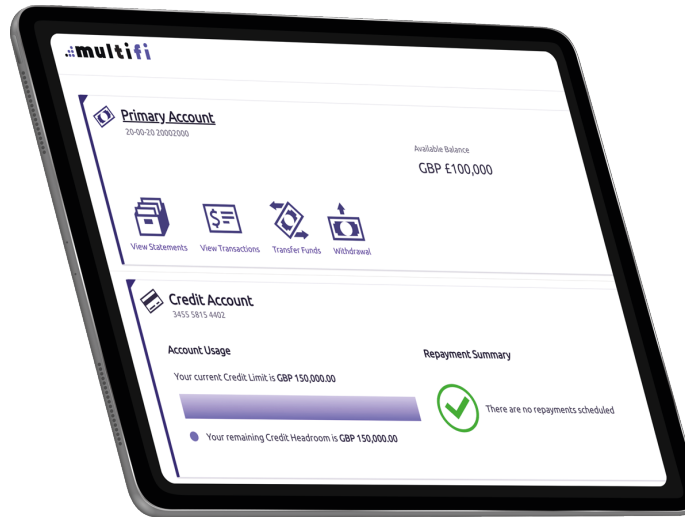 multifi
Primary Account
20-00-20 20002000
Available Balance
GBP £100,000
View Statements
View Transactions
Transfer Funds
Withdrawal
Credit Account
3455 5815 4402
Account Usage
Repayment Summary
Your current Credit Limit is GBP 150,000.00
There are no repayments scheduled
Your remaining Credit Headroom is GBP 150,000.00